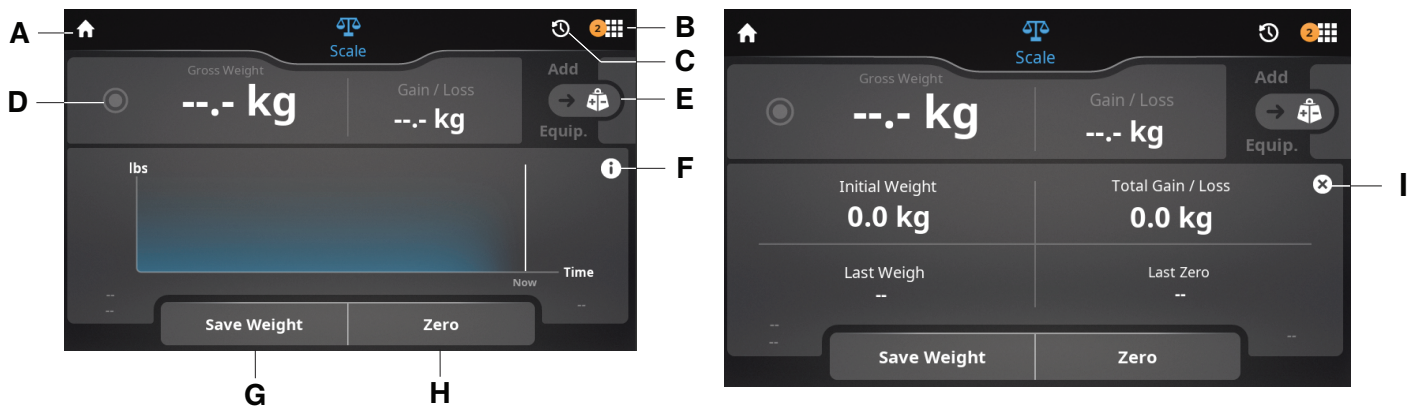 A
B
C
D
E
F
G
H
2
Scale
Gross Weight
--.- kg
Gain / Loss
--.- kg
Add
Equip.
lbs
Time
Now
--
--
--
Save Weight
Zero
2
Scale
Gross Weight
--.- kg
Gain / Loss
--.- kg
Add
Equip.
I
Initial Weight
0.0 kg
Total Gain / Loss
0.0 kg
Last Weigh
--
Last Zero
--
--
--
--
Save Weight
Zero